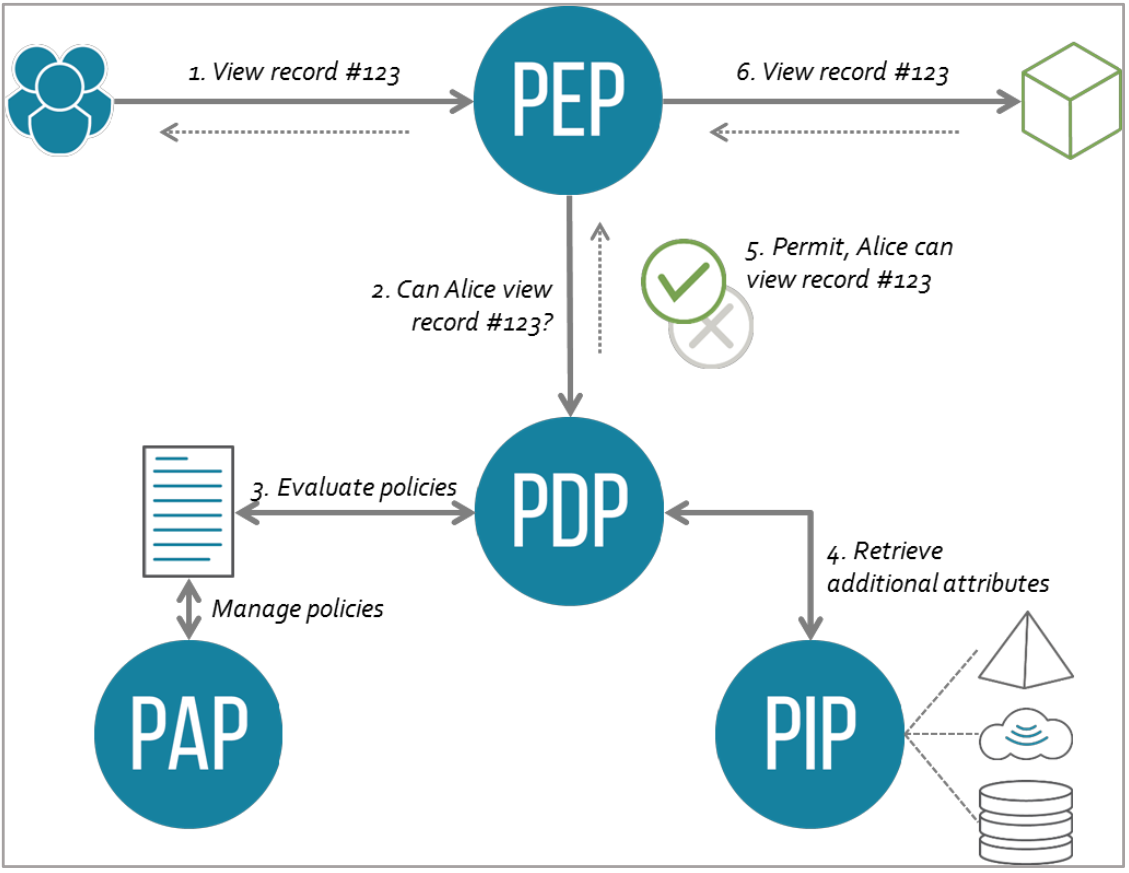 1. View record #123
PEP
6. View record #123
5. Permit, Alice can
view record #123
2. Can Alice view
record #123?
3. Evaluate policies
PDP
4. Retrieve
additional attributes
Manage policies
PAP
PIP